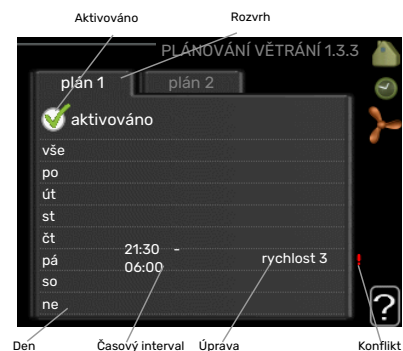 Aktivováno
Rozvrh
PLÁNOVÁNÍ VĚTRÁNÍ 1.3.3
plán 1
plán 2
aktivováno
vše
po
út
st
čt
pá
21:30 -
06:00
rychlost 3
!
so
ne
?
Den
Časový interval
Úprava
Konflikt